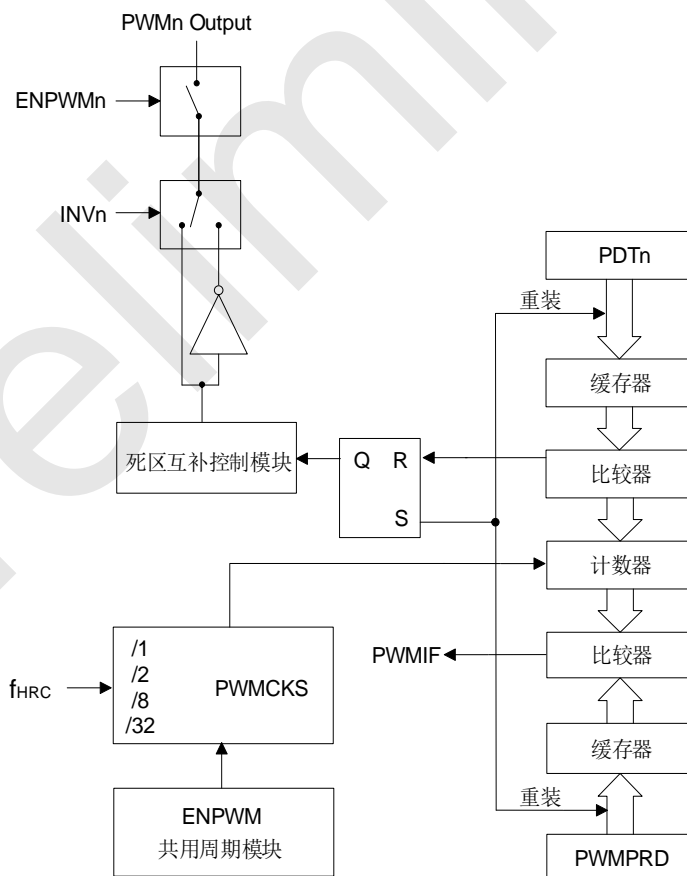 PWMn Output
ENPWMn
INVn
PDTn
重装
缓存器
死区互补控制模块
Q R
S
比较器
计数器
/1
/2
/8
/32
PWMCKS
fHRC
PWMIF
比较器
缓存器
重装
ENPWM
共用周期模块
PWMPRD
elimi